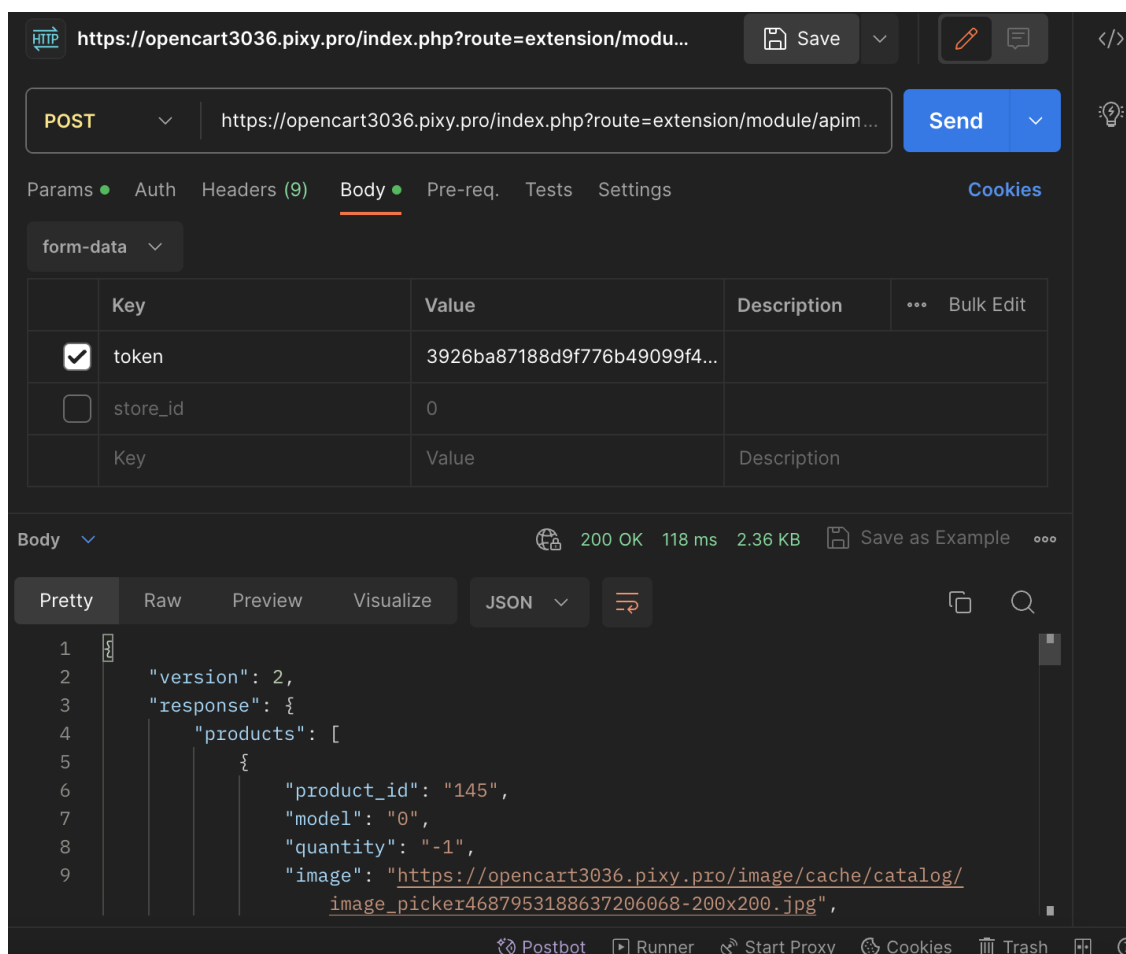 HTTP https://opencart3036.pixy.pro/index.php?route=extension/modu... Save </>
POST https://opencart3036.pixy.pro/index.php?route=extension/module/apim... Send
Params Auth Headers (9) Body Pre-req. Tests Settings Cookies
form-data
Key Value Description Bulk Edit
token 3926ba87188d9f776b49099f4...
store_id 0
Key Value Description
Body 200 OK 118 ms 2.36 KB Save as Example
Pretty Raw Preview Visualize JSON
1 {
2 "version": 2,
3 "response": {
4 "products": [
5 {
6 "product_id": "145",
7 "model": "0",
8 "quantity": "-1",
9 "image": "https://opencart3036.pixy.pro/image/cache/catalog/
image_picker4687953188637206068-200x200.jpg",
Postbot Runner Start Proxy Cookies Trash